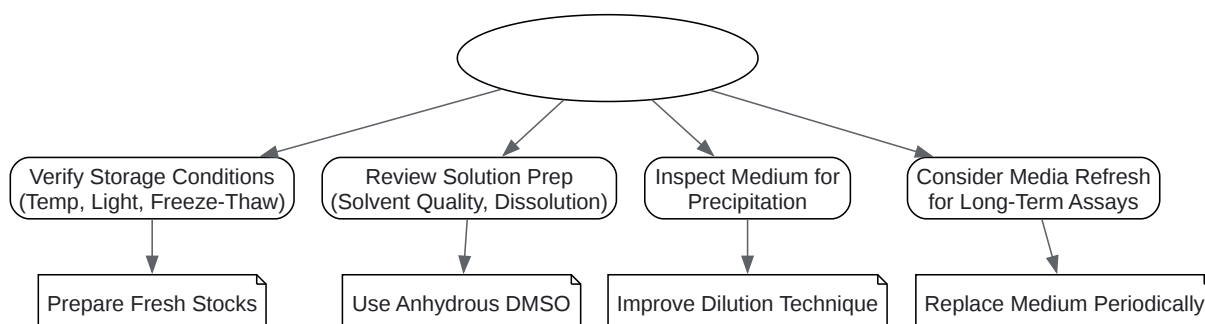 Verify Storage Conditions
(Temp, Light, Freeze-Thaw)
Review Solution Prep
(Solvent Quality, Dissolution)
Inspect Medium for
Precipitation
Consider Media Refresh
for Long-Term Assays
Prepare Fresh Stocks
Use Anhydrous DMSO
Improve Dilution Technique
Replace Medium Periodically